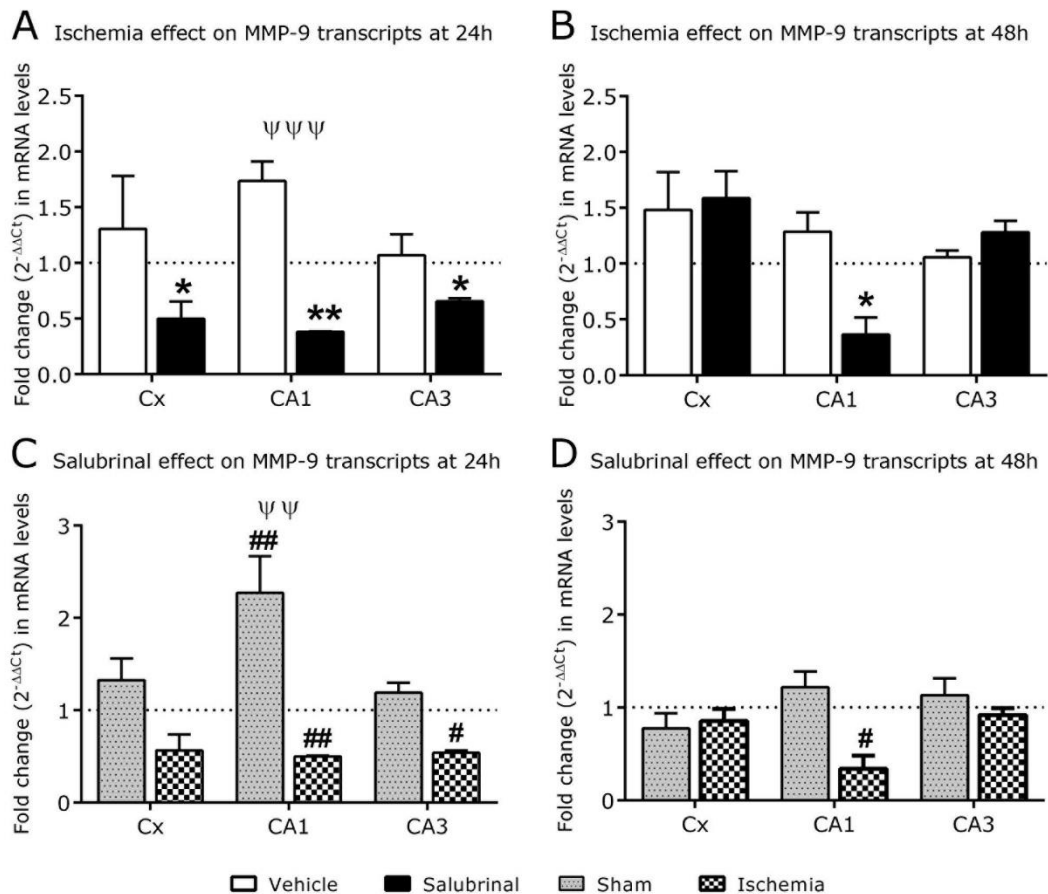 A Ischemia effect on MMP-9 transcripts at 24h
Fold change (2-ΔΔCt) in mRNA levels
2.5
2.0
1.5
1.0
0.5
0.0
ψψψ
*
**
*
Cx CA1 CA3
B Ischemia effect on MMP-9 transcripts at 48h
Fold change (2-ΔΔCt) in mRNA levels
2.5
2.0
1.5
1.0
0.5
0.0
*
Cx CA1 CA3
C Salubrinal effect on MMP-9 transcripts at 24h
Fold change (2-ΔΔCt) in mRNA levels
3
2
1
0
ψψ
##
##
#
Cx CA1 CA3
D Salubrinal effect on MMP-9 transcripts at 48h
Fold change (2-ΔΔCt) in mRNA levels
3
2
1
0
#
Cx CA1 CA3
Vehicle Salubrinal Sham Ischemia